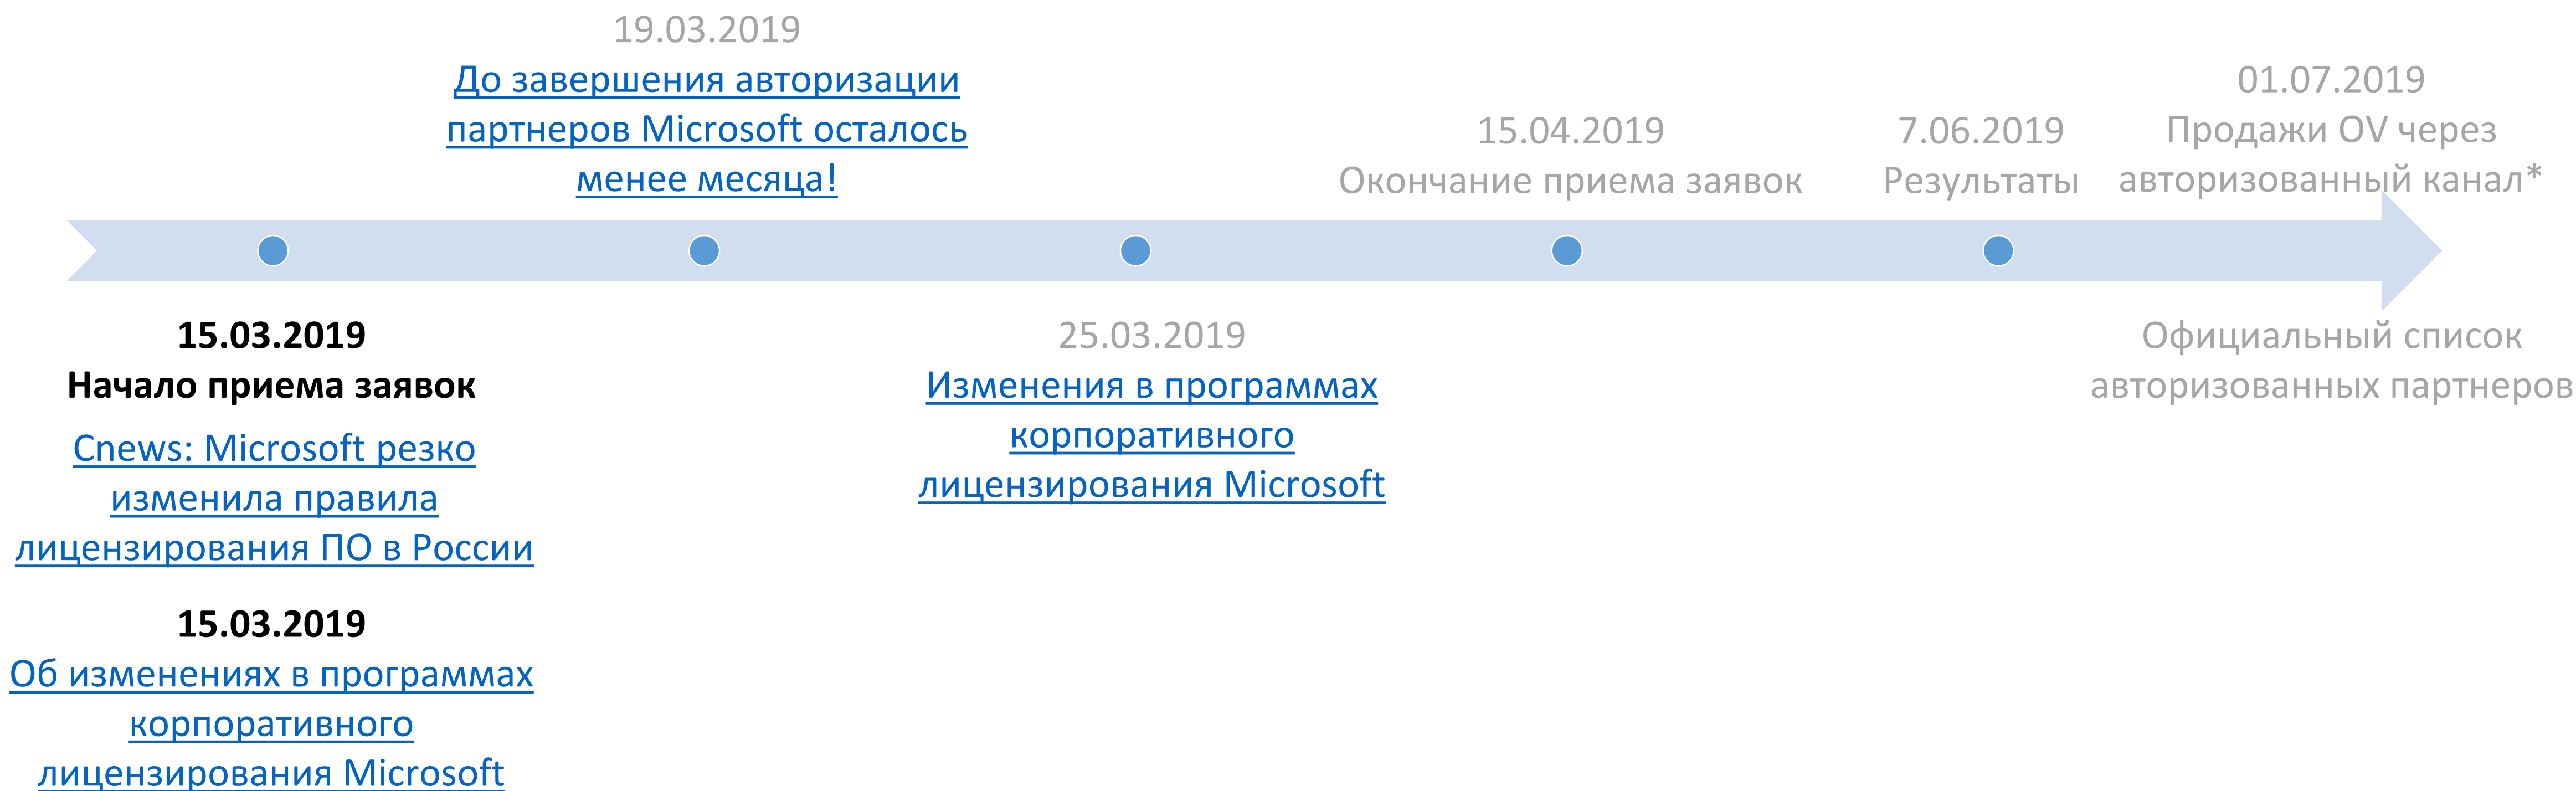 19.03.2019
До завершения авторизации
партнеров Microsoft осталось
менее месяца!
15.04.2019
Окончание приема заявок
7.06.2019
Результаты
01.07.2019
Продажи OV через
авторизованный канал*
15.03.2019
Начало приема заявок
Cnews: Microsoft резко
изменила правила
лицензирования ПО в России
15.03.2019
Об изменениях в программах
корпоративного
лицензирования Microsoft
25.03.2019
Изменения в программах
корпоративного
лицензирования Microsoft
Официальный список
авторизованных партнеров